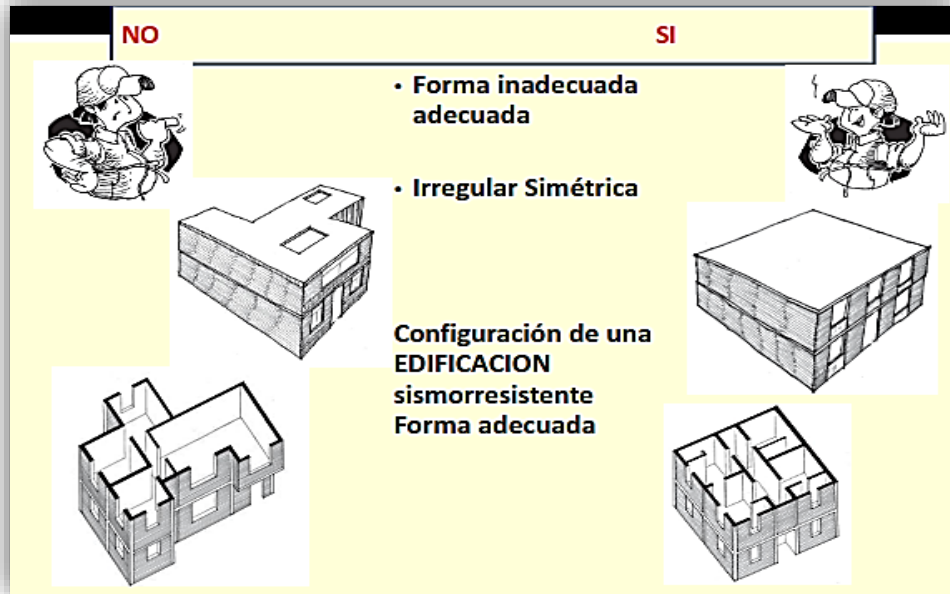 NO SI
• Forma inadecuada
adecuada
• Irregular Simétrica
Configuración de una
EDIFICACION
sismorresistente
Forma adecuada